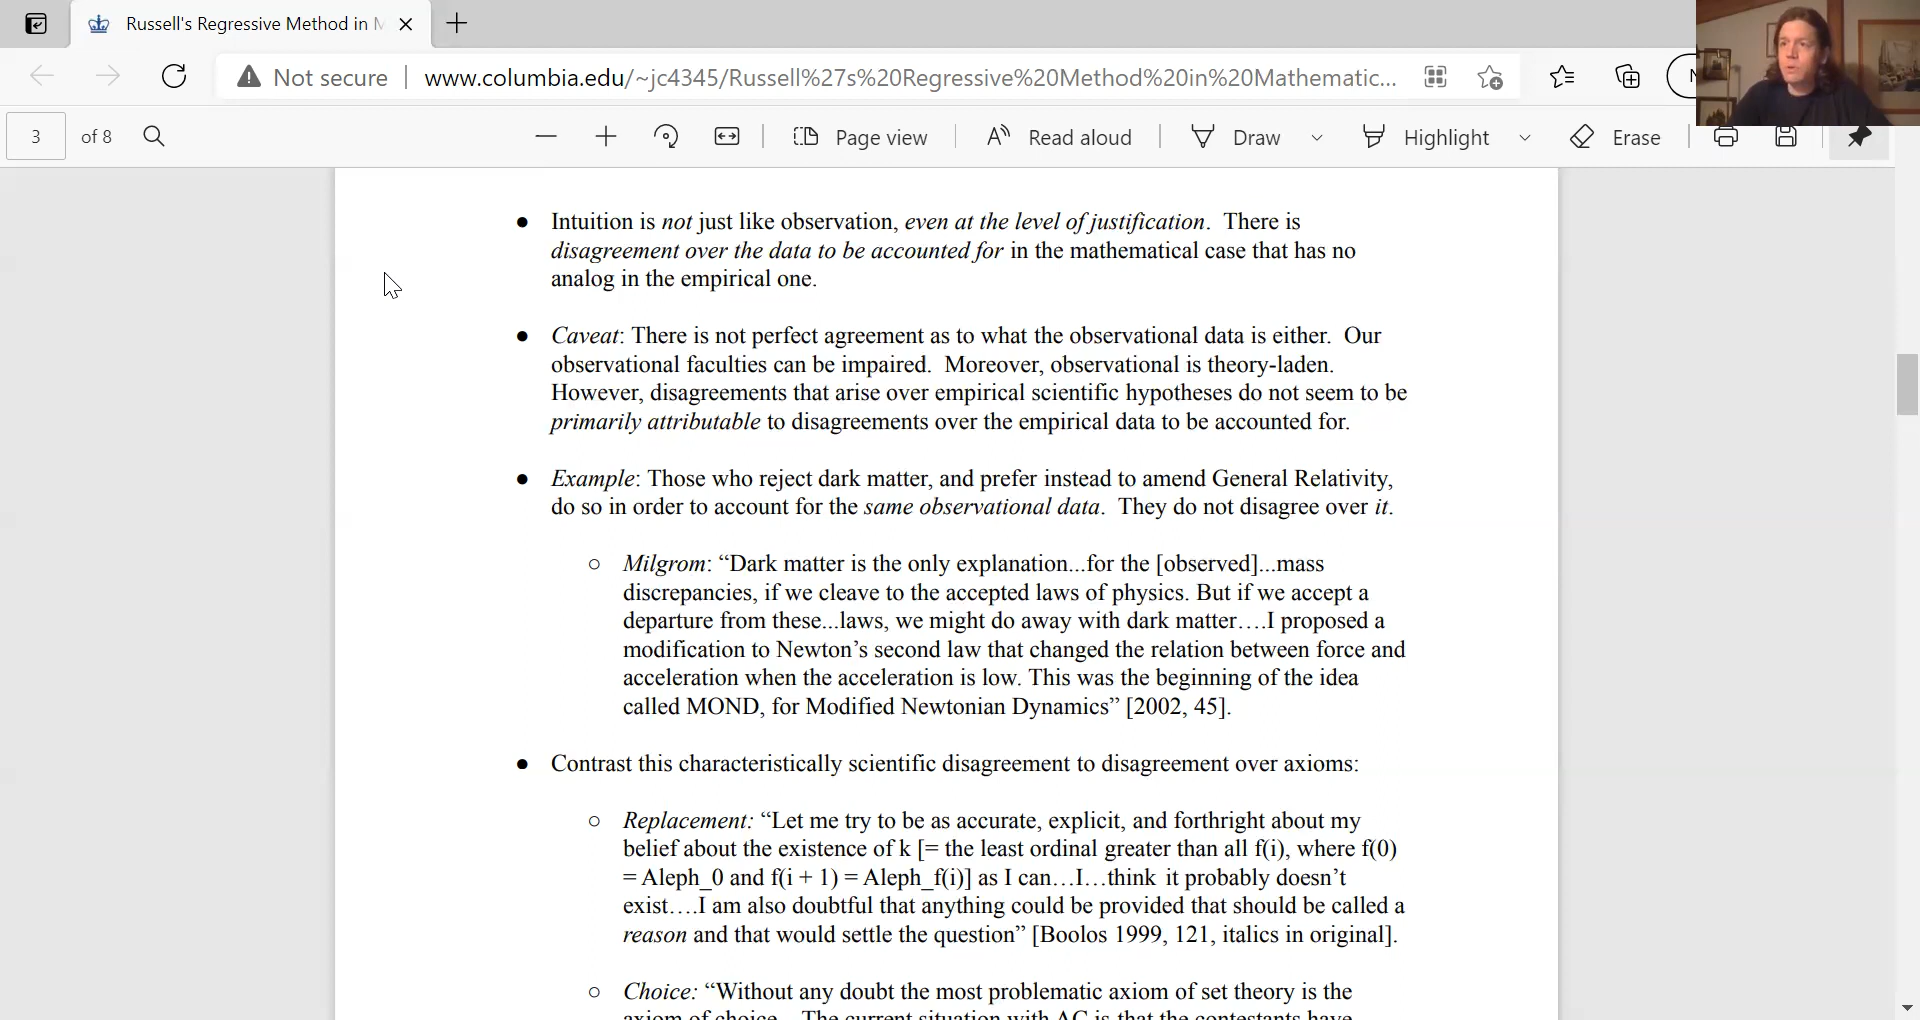 Russell's Regressive Method in M
Not secure
www.columbia.edu/~jc4345/Russell%27s%20Regressive%20Method%20in%20Mathematic...
3 of 8
Page view
Read aloud
Draw
Highlight
Erase
● Intuition is not just like observation, even at the level of justification. There is
disagreement over the data to be accounted for in the mathematical case that has no
analog in the empirical one.
● Caveat: There is not perfect agreement as to what the observational data is either. Our
observational faculties can be impaired. Moreover, observational is theory-laden.
However, disagreements that arise over empirical scientific hypotheses do not seem to be
primarily attributable to disagreements over the empirical data to be accounted for.
● Example: Those who reject dark matter, and prefer instead to amend General Relativity,
do so in order to account for the same observational data. They do not disagree over it.
○ Milgrom: “Dark matter is the only explanation...for the [observed]...mass
discrepancies, if we cleave to the accepted laws of physics. But if we accept a
departure from these...laws, we might do away with dark matter….I proposed a
modification to Newton’s second law that changed the relation between force and
acceleration when the acceleration is low. This was the beginning of the idea
called MOND, for Modified Newtonian Dynamics” [2002, 45].
● Contrast this characteristically scientific disagreement to disagreement over axioms:
○ Replacement: “Let me try to be as accurate, explicit, and forthright about my
belief about the existence of k [= the least ordinal greater than all f(i), where f(0)
= Aleph_0 and f(i + 1) = Aleph_f(i)] as I can…I…think it probably doesn’t
exist….I am also doubtful that anything could be provided that should be called a
reason and that would settle the question” [Boolos 1999, 121, italics in original].
○ Choice: “Without any doubt the most problematic axiom of set theory is the
axiom of choice… The current situation with AC is that the contestants have